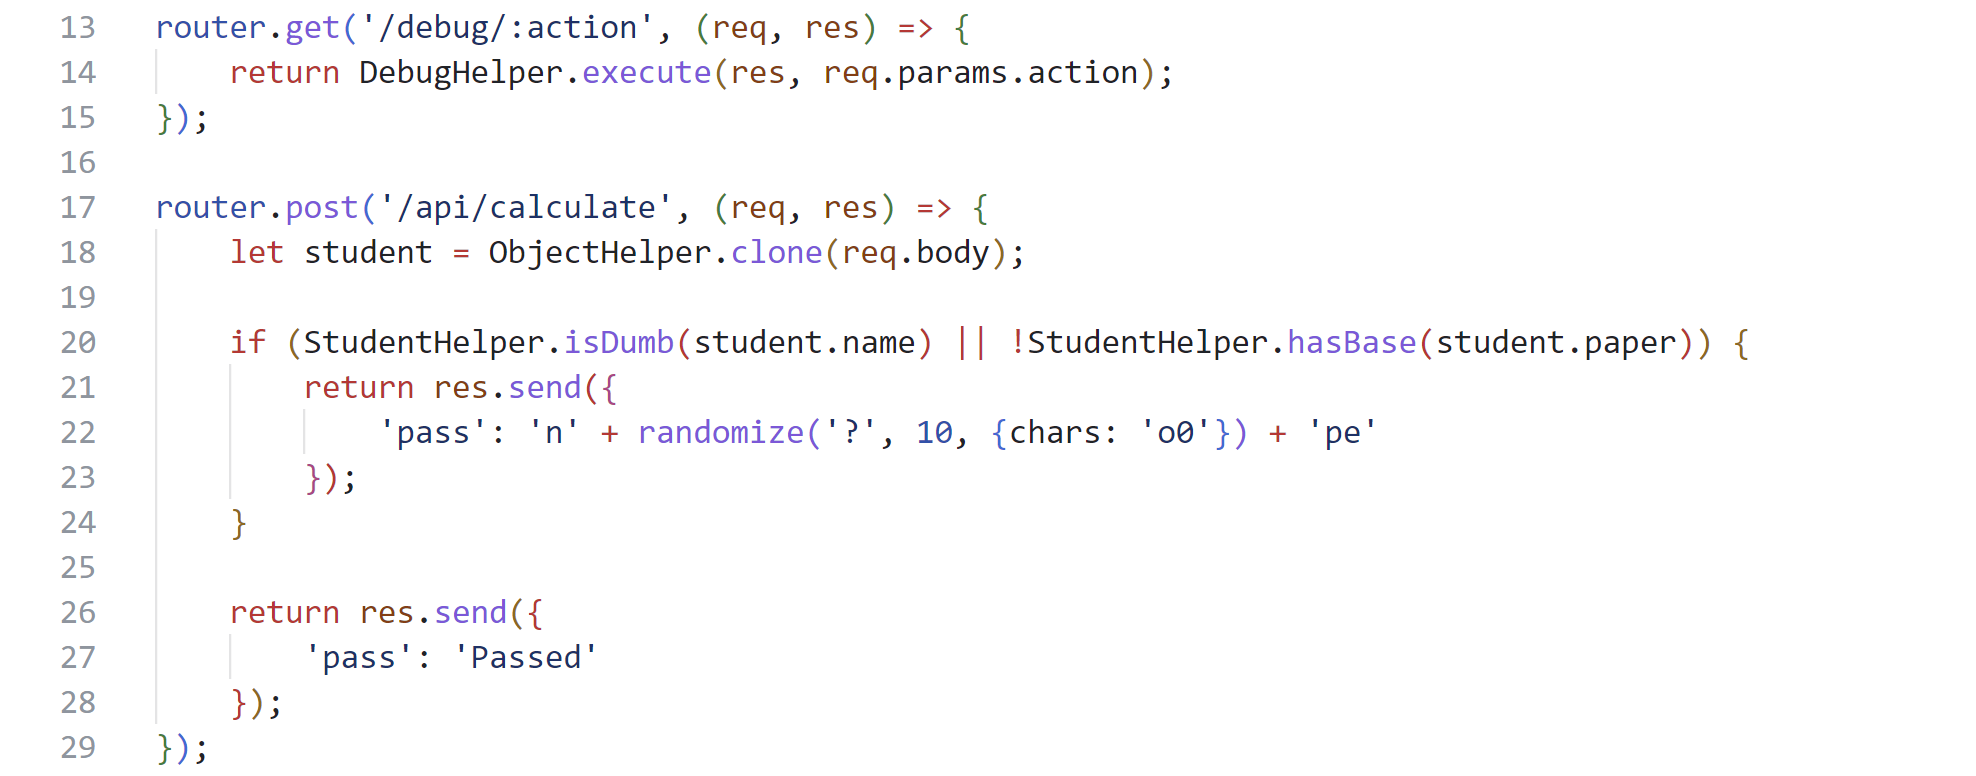 13 router.get('/debug/:action', (req, res) => {
14     return DebugHelper.execute(res, req.params.action);
15 });
16
17 router.post('/api/calculate', (req, res) => {
18     let student = ObjectHelper.clone(req.body);
19
20     if (StudentHelper.isDumb(student.name) || !StudentHelper.hasBase(student.paper)) {
21         return res.send({
22             'pass': 'n' + randomize('?', 10, {chars: 'o0'}) + 'pe'
23         });
24     }
25
26     return res.send({
27         'pass': 'Passed'
28     });
29 });